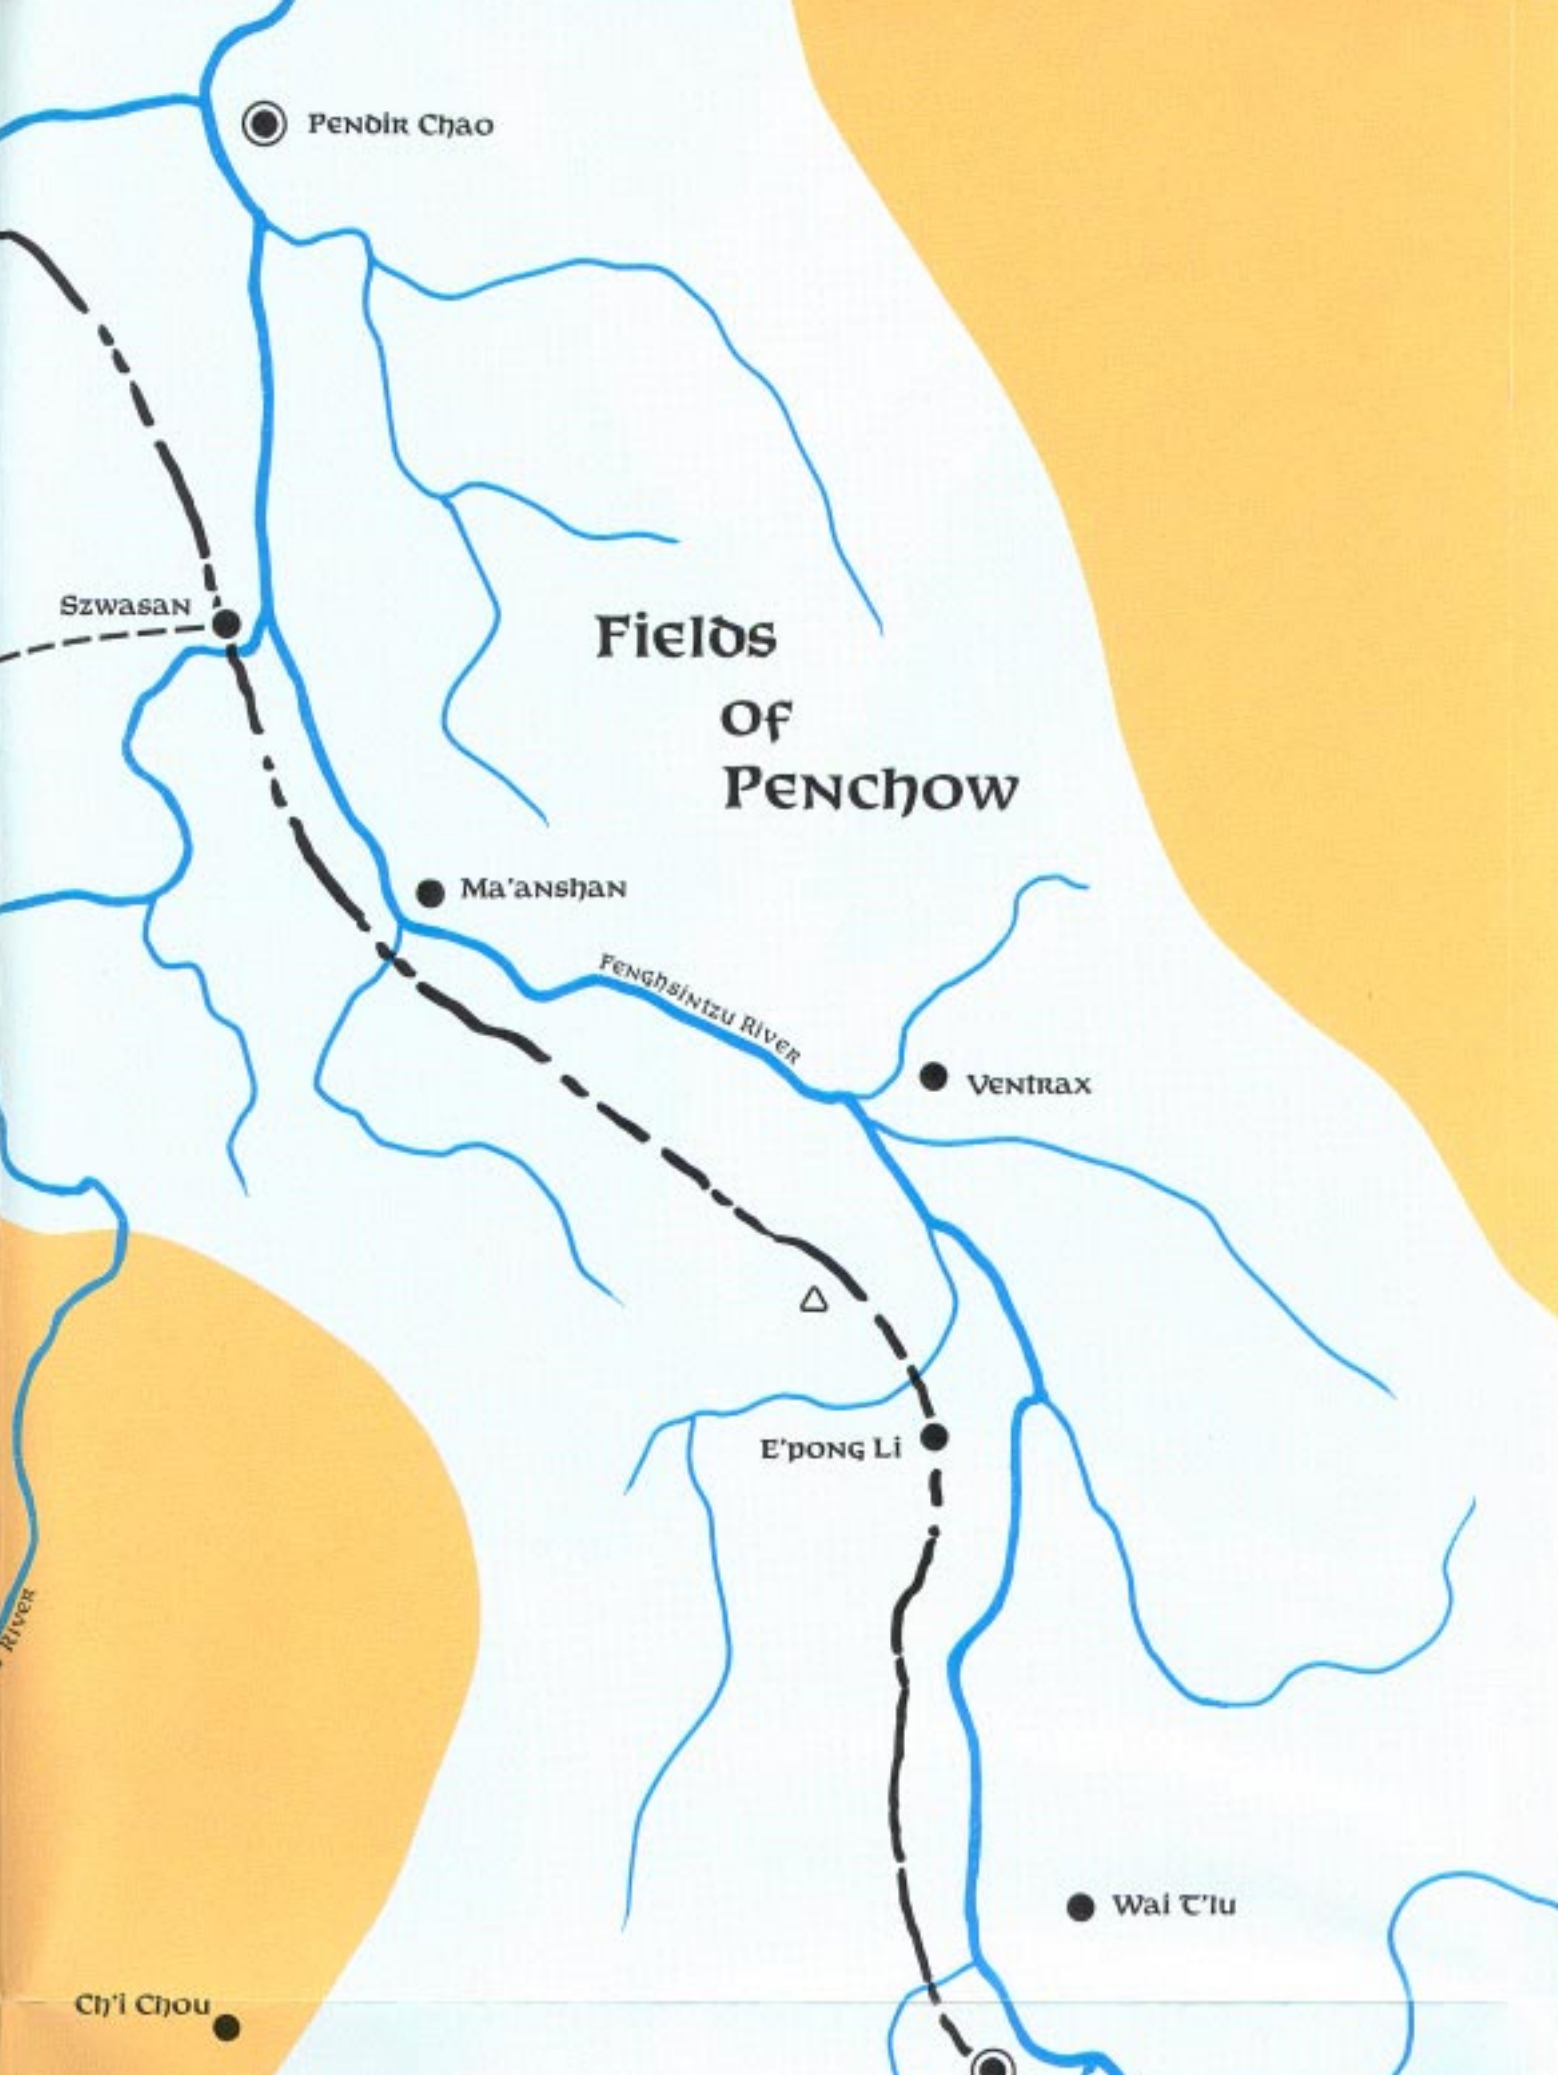 Pendir Chao
Szwasan
Fields
of
Penchow
Ma'anshan
Fenghsintzu River
Ventrax
E'pong Li
River
Wai T'lu
Ch'i Chou